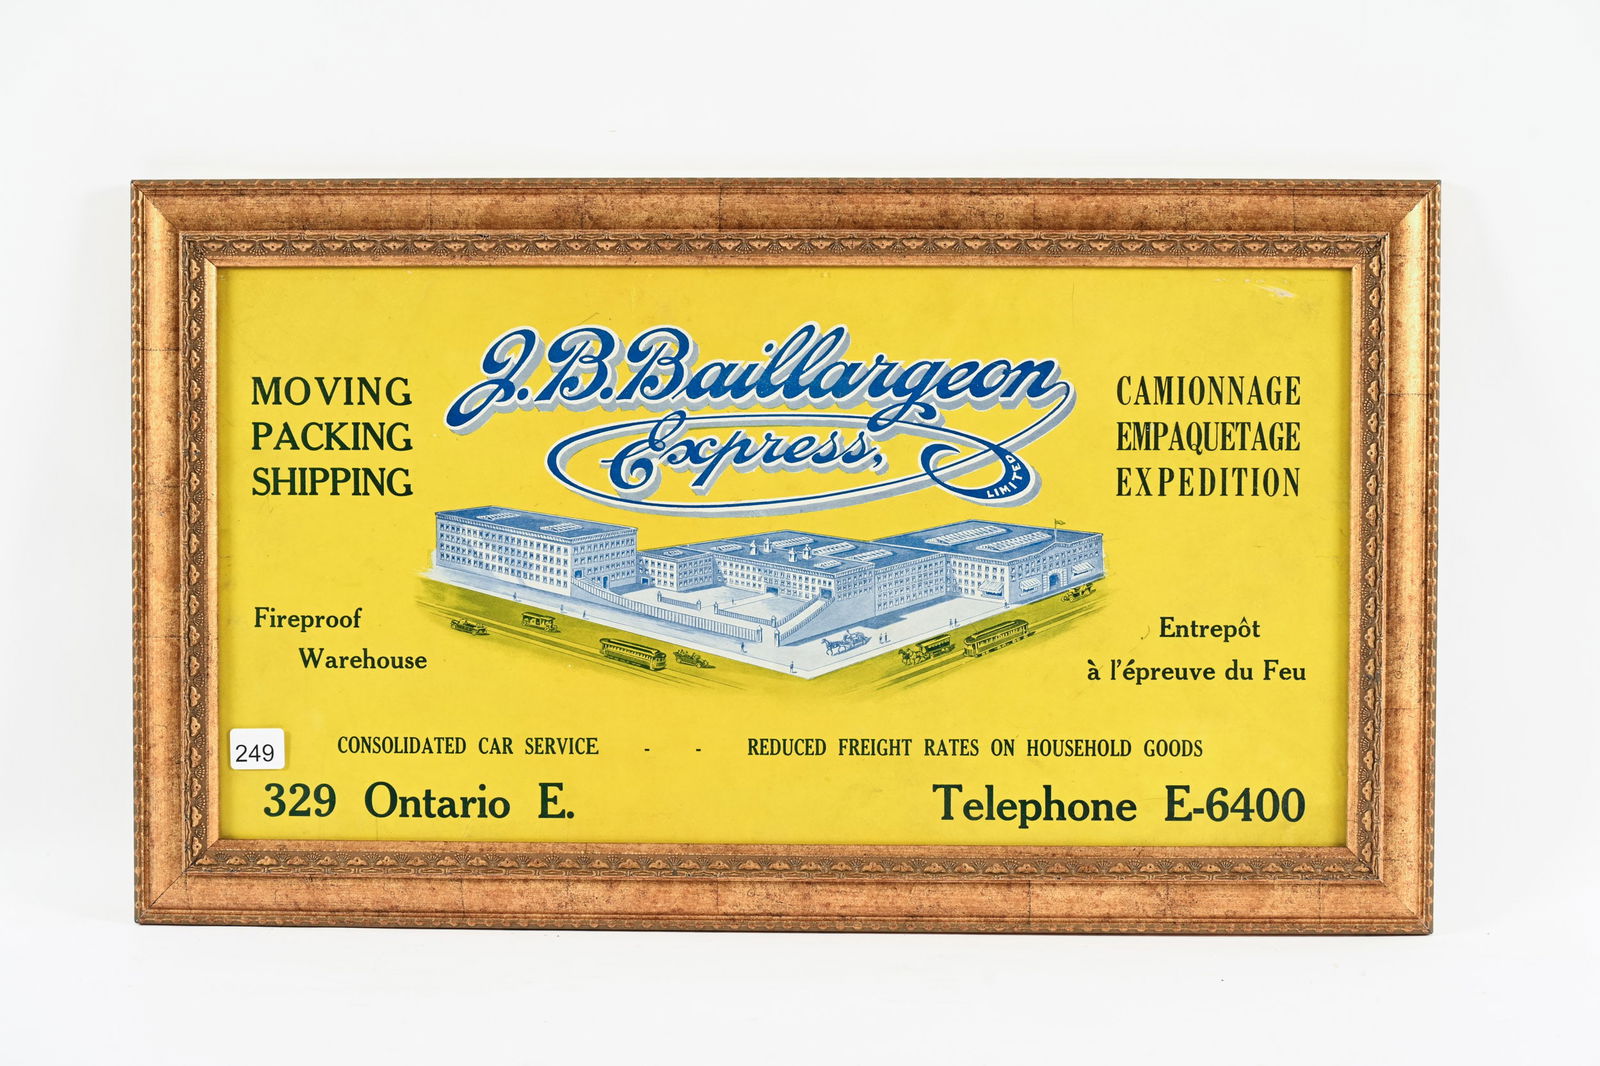 J.B. Baillargeon
Express,
LIMITED
MOVING
PACKING
SHIPPING
CAMIONNAGE
EMPAQUETAGE
EXPEDITION
Fireproof
Warehouse
Entrepôt
à l'épreuve du Feu
CONSOLIDATED CAR SERVICE - - REDUCED FREIGHT RATES ON HOUSEHOLD GOODS
249
329 Ontario E.
Telephone E-6400